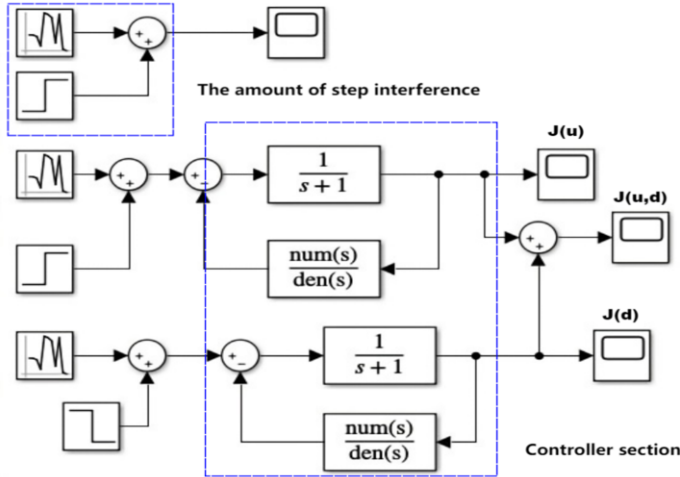 + +
The amount of step interference
J(u)
+ + + - 1
s + 1
J(u,d)
+ +
num(s)
den(s)
J(d)
+ + + - 1
s + 1
num(s)
den(s)
Controller section